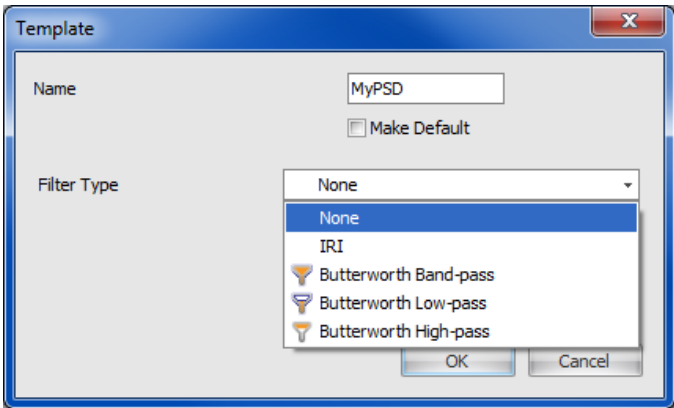 Template
Name
MyPSD
Make Default
Filter Type
None
None
IRI
Butterworth Band-pass
Butterworth Low-pass
Butterworth High-pass
OK
Cancel